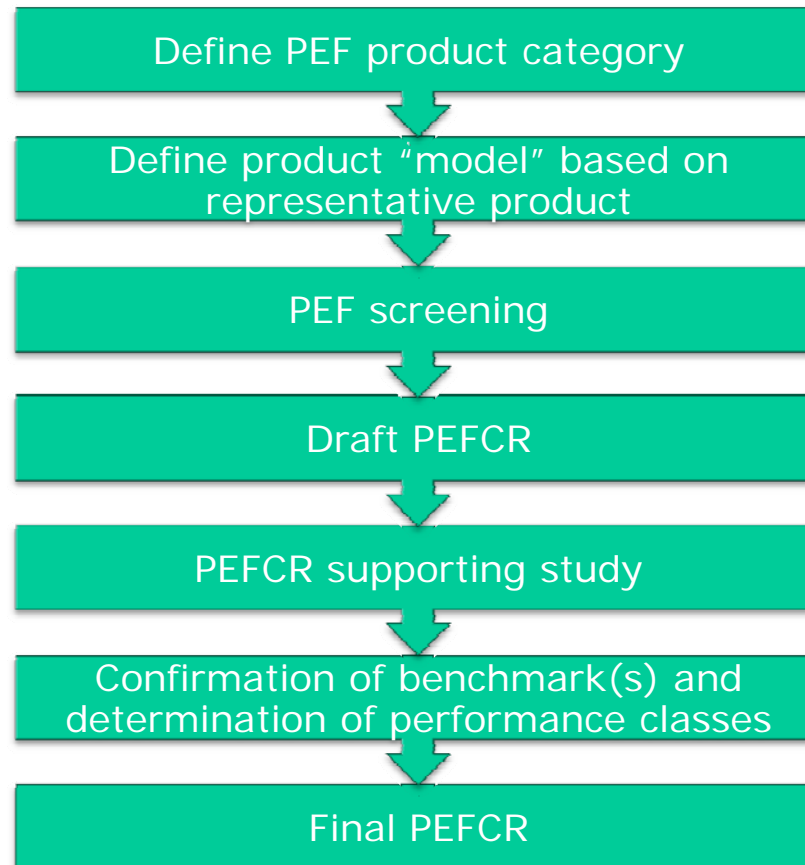 Define PEF product category
Define product “model” based on
representative product
PEF screening
Draft PEFCR
PEFCR supporting study
Confirmation of benchmark(s) and
determination of performance classes
Final PEFCR